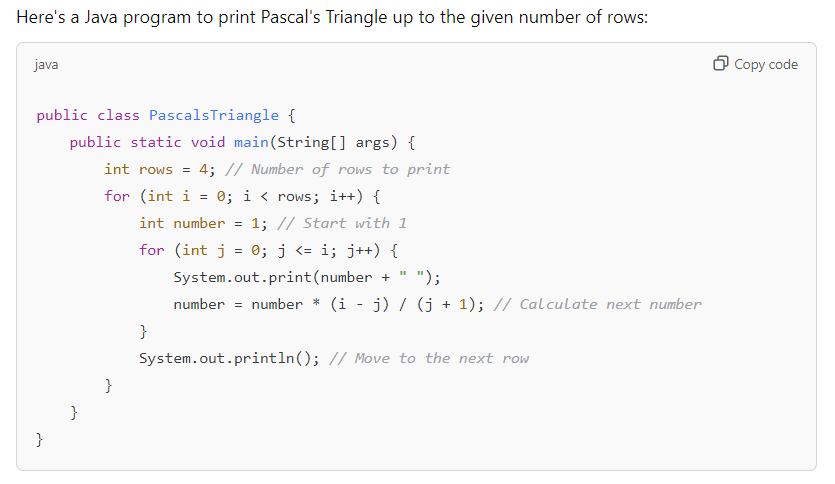 Here's a Java program to print Pascal's Triangle up to the given number of rows:
java
Copy code
public class PascalsTriangle {
    public static void main(String[] args) {
        int rows = 4; // Number of rows to print
        for (int i = 0; i < rows; i++) {
            int number = 1; // Start with 1
            for (int j = 0; j <= i; j++) {
                System.out.print(number + " ");
                number = number * (i - j) / (j + 1); // Calculate next number
            }
            System.out.println(); // Move to the next row
        }
    }
}